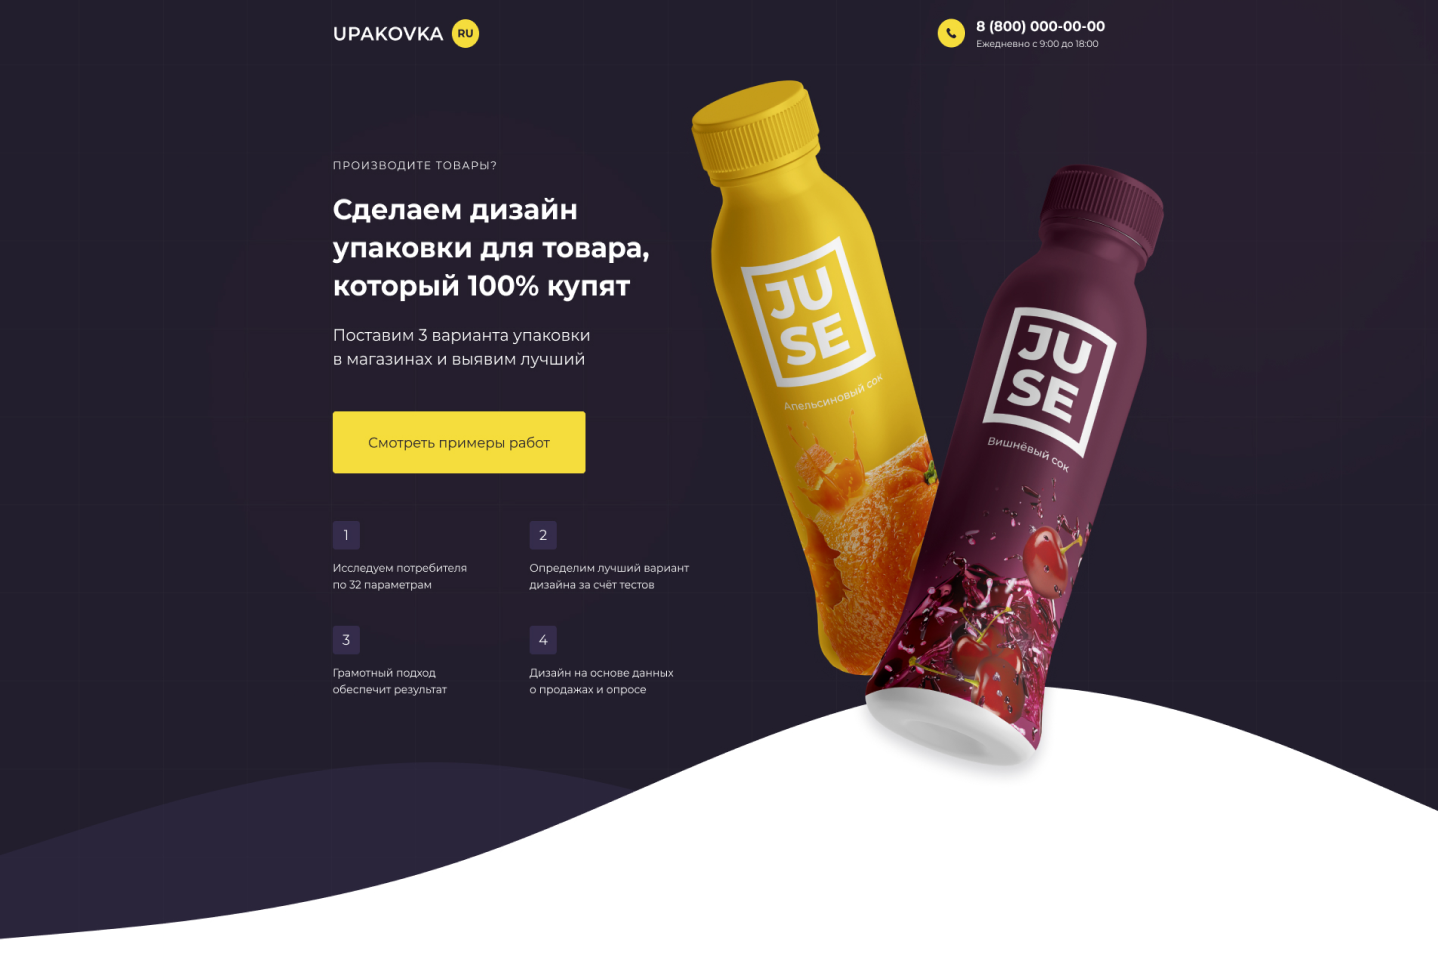 UPAKOVKA RU
8 (800) 000-00-00
Ежедневно с 9:00 до 18:00
ПРОИЗВОДИТЕ ТОВАРЫ?
Сделаем дизайн
упаковки для товара,
который 100% купят
Поставим 3 варианта упаковки
в магазинах и выявим лучший
Смотреть примеры работ
1
Исследуем потребителя
по 32 параметрам
2
Определим лучший вариант
дизайна за счёт тестов
3
Грамотный подход
обеспечит результат
4
Дизайн на основе данных
о продажах и опросе
JU
SE
Апельсиновый сок
JU
SE
Вишнёвый сок